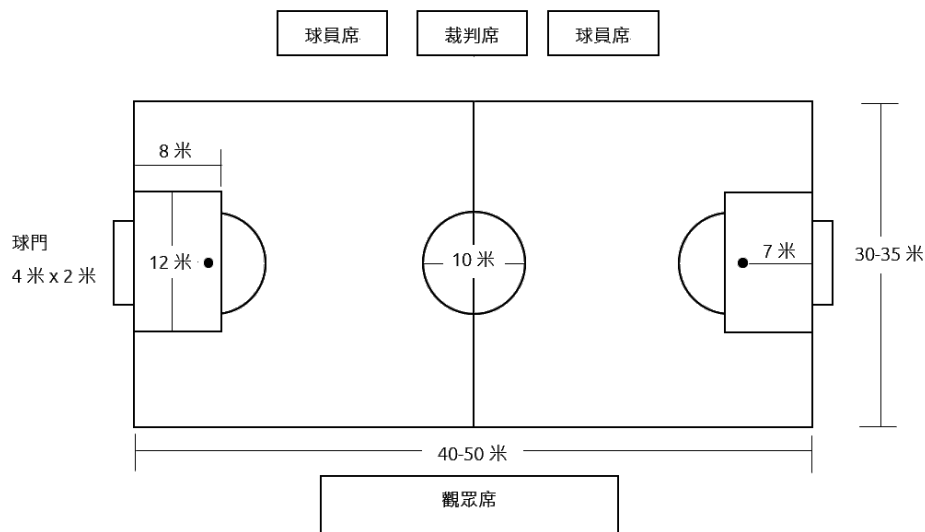 球員席
裁判席
球員席
8 米
球門
4 米 x 2 米
12 米
10 米
7 米
30-35 米
40-50 米
觀眾席